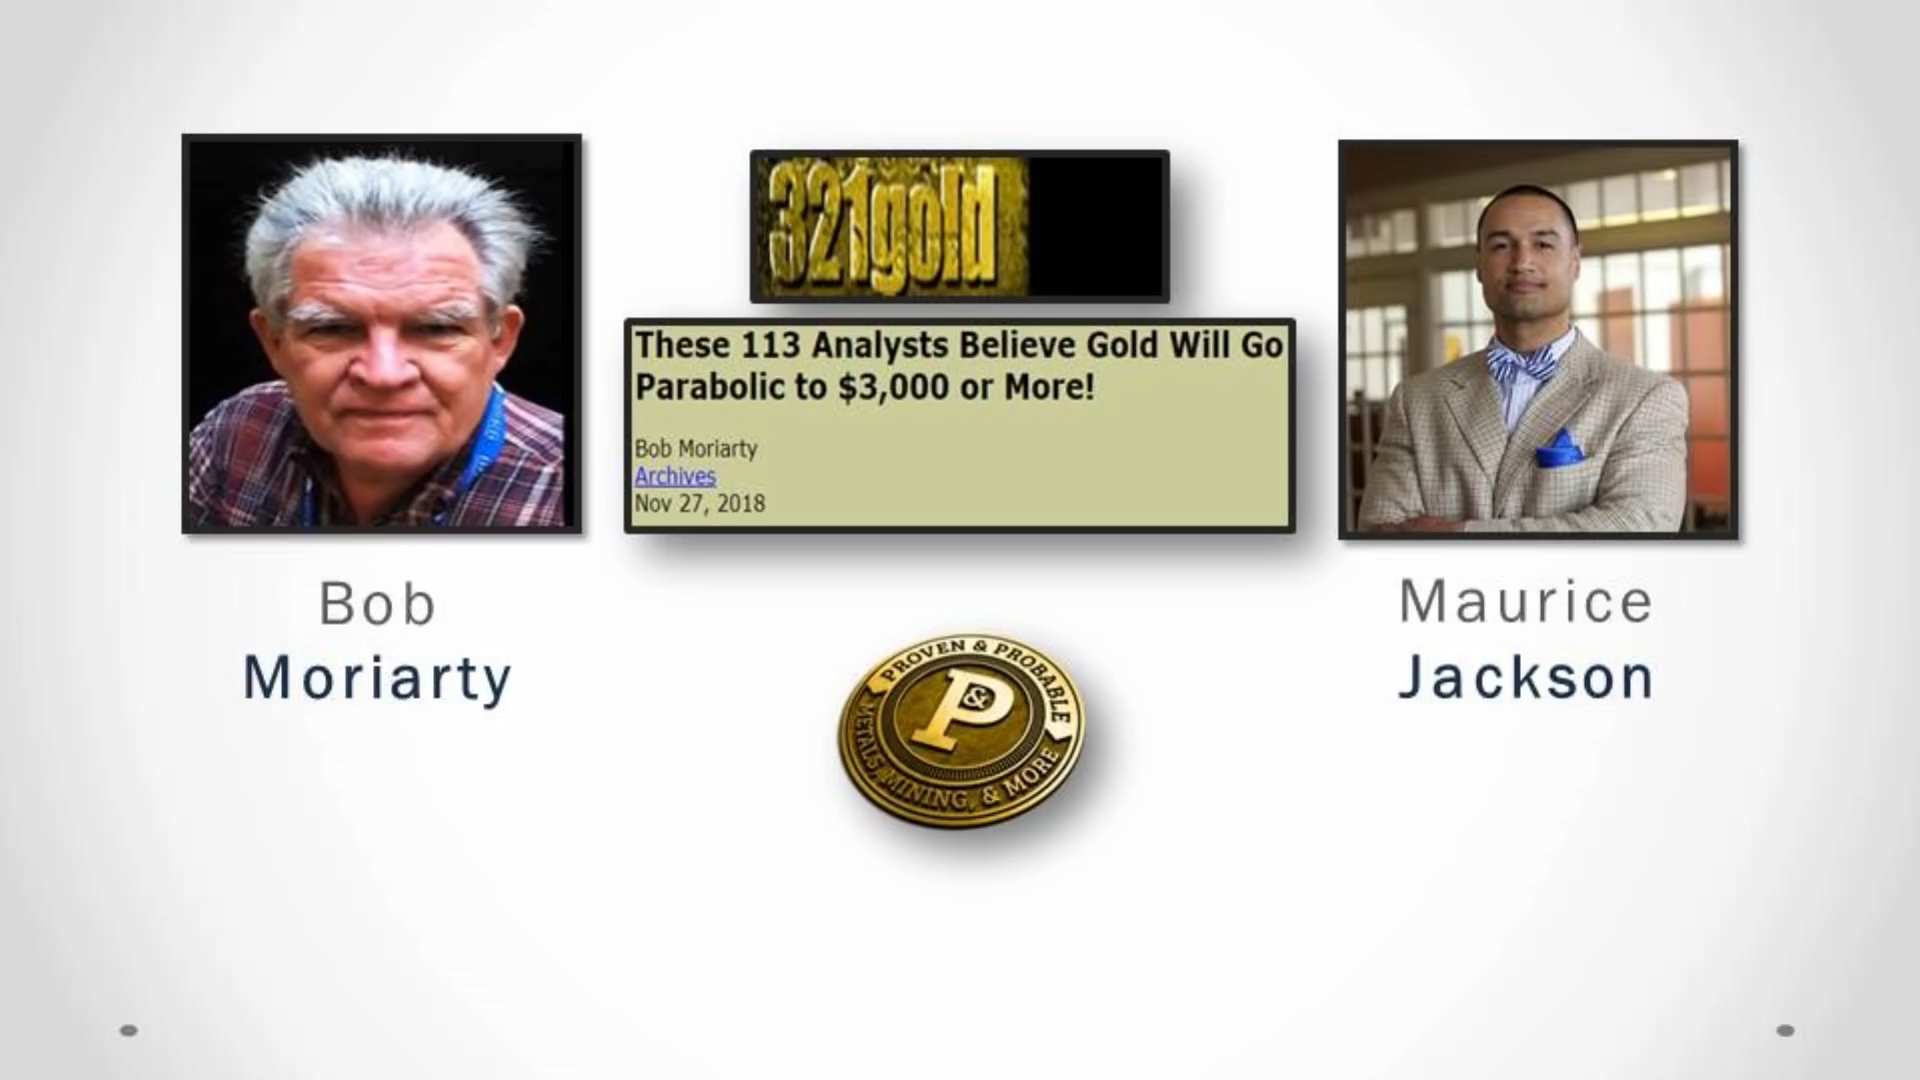 321gold
These 113 Analysts Believe Gold Will Go
Parabolic to $3,000 or More!
Bob Moriarty
Archives
Nov 27, 2018
Bob
Moriarty
Maurice
Jackson
PROVEN & PROBABLE
P&
METALS, MINING, & MORE